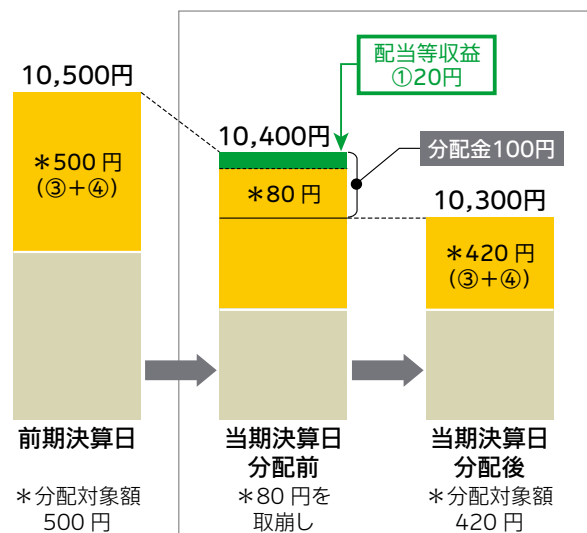 配当等収益
①20円
10,500円
10,400円
分配金100円
＊500 円
(③＋④)
＊80 円
10,300円
＊420 円
(③＋④)
前期決算日
当期決算日
分配前
当期決算日
分配後
＊分配対象額
500 円
＊80 円を
取崩し
＊分配対象額
420 円